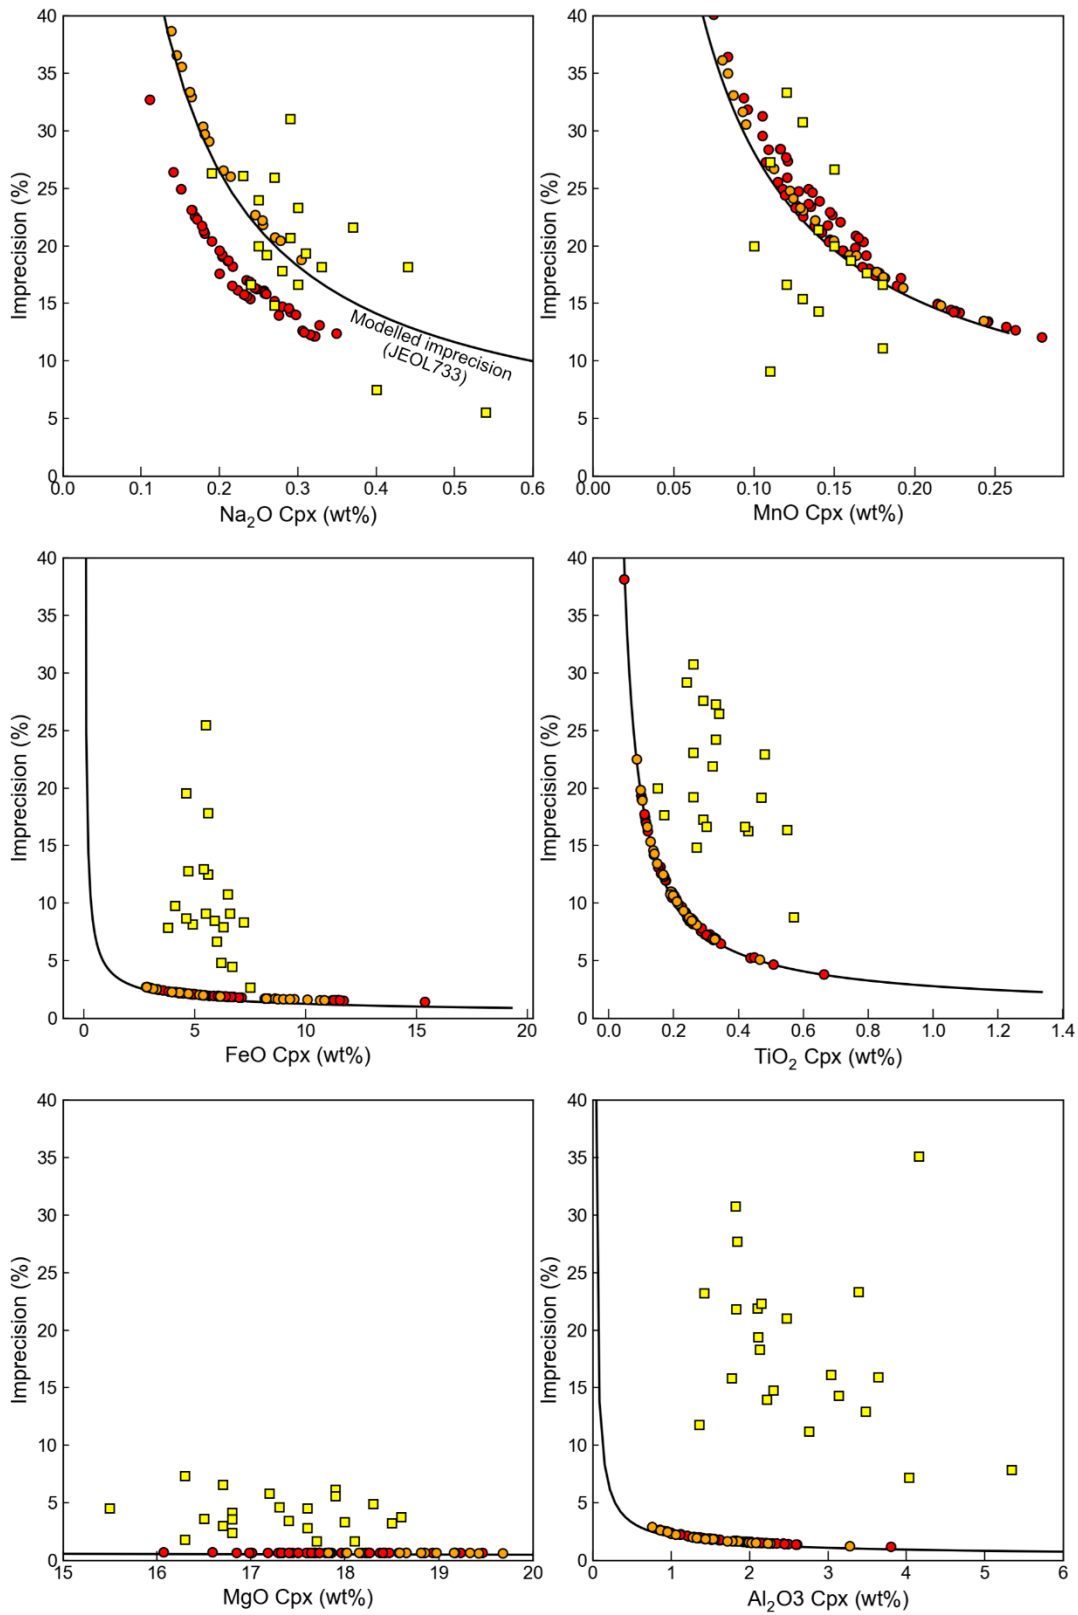 40
35
30
25
20
15
10
5
0
Imprecision (%)
Modelled imprecision
(JEOL733)
0.0 0.1 0.2 0.3 0.4 0.5 0.6
Na₂O Cpx (wt%)
40
35
30
25
20
15
10
5
0
Imprecision (%)
0.00 0.05 0.10 0.15 0.20 0.25
MnO Cpx (wt%)
40
35
30
25
20
15
10
5
0
Imprecision (%)
0 5 10 15 20
FeO Cpx (wt%)
40
35
30
25
20
15
10
5
0
Imprecision (%)
0.0 0.2 0.4 0.6 0.8 1.0 1.2 1.4
TiO₂ Cpx (wt%)
40
35
30
25
20
15
10
5
0
Imprecision (%)
15 16 17 18 19 20
MgO Cpx (wt%)
40
35
30
25
20
15
10
5
0
Imprecision (%)
0 1 2 3 4 5 6
Al₂O3 Cpx (wt%)